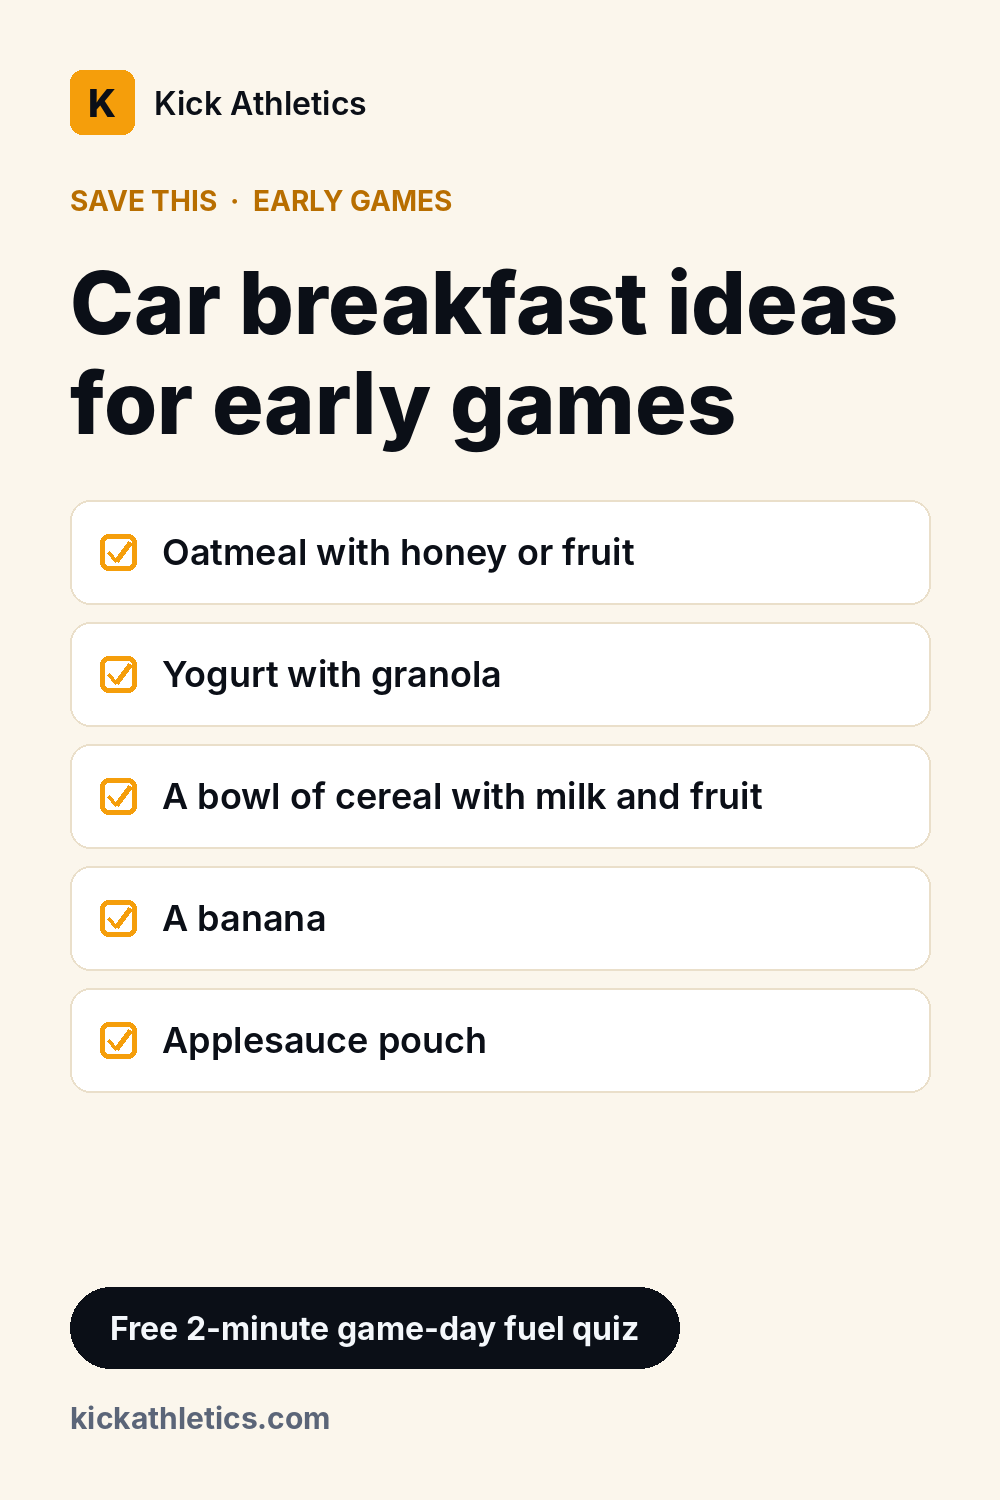 K
Kick Athletics
SAVE THIS · EARLY GAMES
Car breakfast ideas
for early games
Oatmeal with honey or fruit
Yogurt with granola
A bowl of cereal with milk and fruit
A banana
Applesauce pouch
Free 2-minute game-day fuel quiz
kickathletics.com